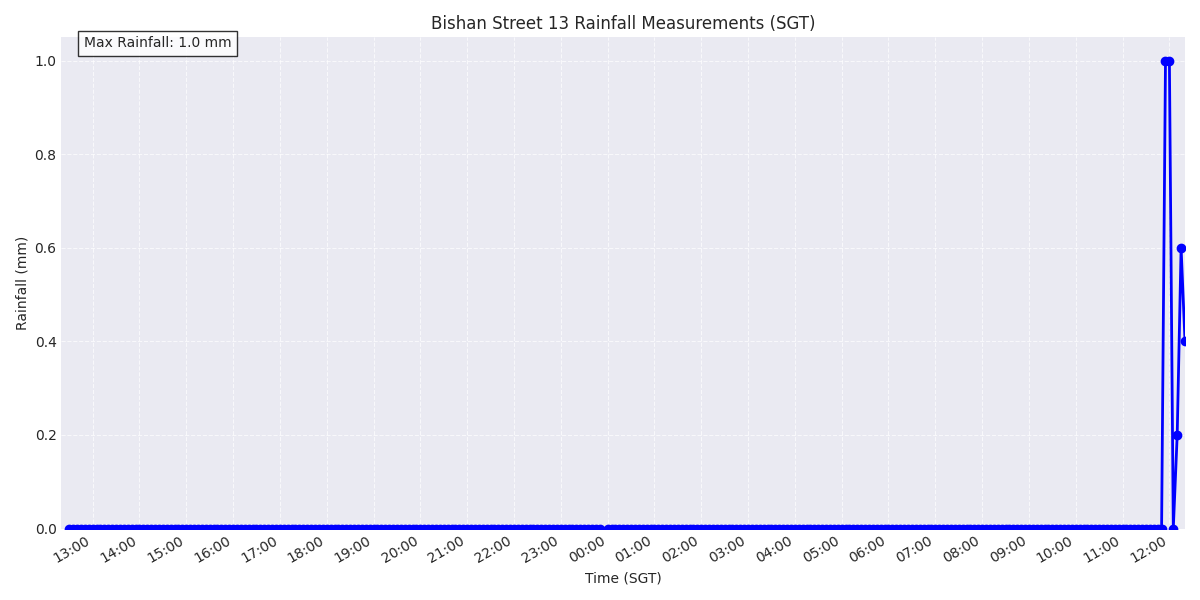 Bishan Street 13 Rainfall Measurements (SGT)
Max Rainfall: 1.0 mm
Rainfall (mm)
1.0
0.8
0.6
0.4
0.2
0.0
13:00 14:00 15:00 16:00 17:00 18:00 19:00 20:00 21:00 22:00 23:00 00:00 01:00 02:00 03:00 04:00 05:00 06:00 07:00 08:00 09:00 10:00 11:00 12:00
Time (SGT)